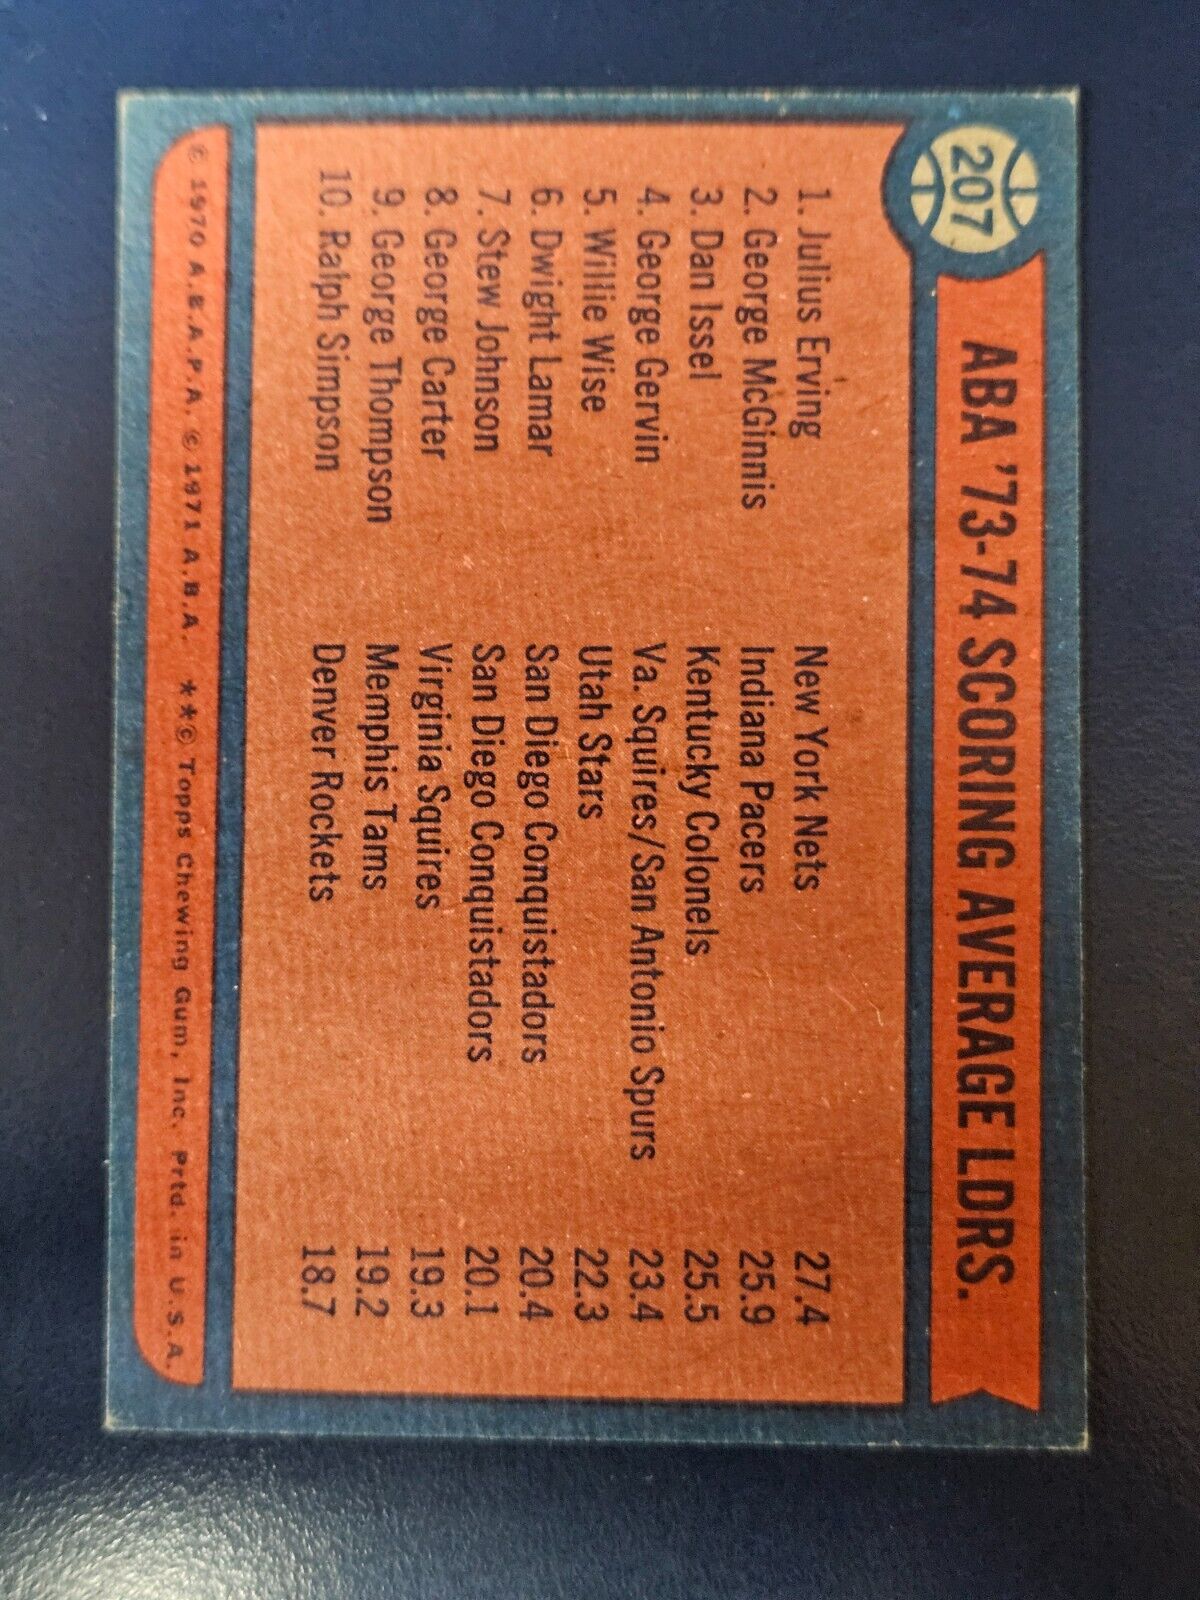 207
ABA '73-74 SCORING AVERAGE LDRS.
1. Julius Erving New York Nets 27.4
2. George McGinnis Indiana Pacers 25.9
3. Dan Issel Kentucky Colonels 25.5
4. George Gervin Va. Squires/San Antonio Spurs 23.4
5. Willie Wise Utah Stars 22.3
6. Dwight Lamar San Diego Conquistadors 20.4
7. Stew Johnson San Diego Conquistadors 20.1
8. George Carter Virginia Squires 19.3
9. George Thompson Memphis Tams 19.2
10. Ralph Simpson Denver Rockets 18.7
© 1970 A.B.A.P.A. © 1971 A.B.A. **© Topps Chewing Gum, Inc. Prtd. in U.S.A.